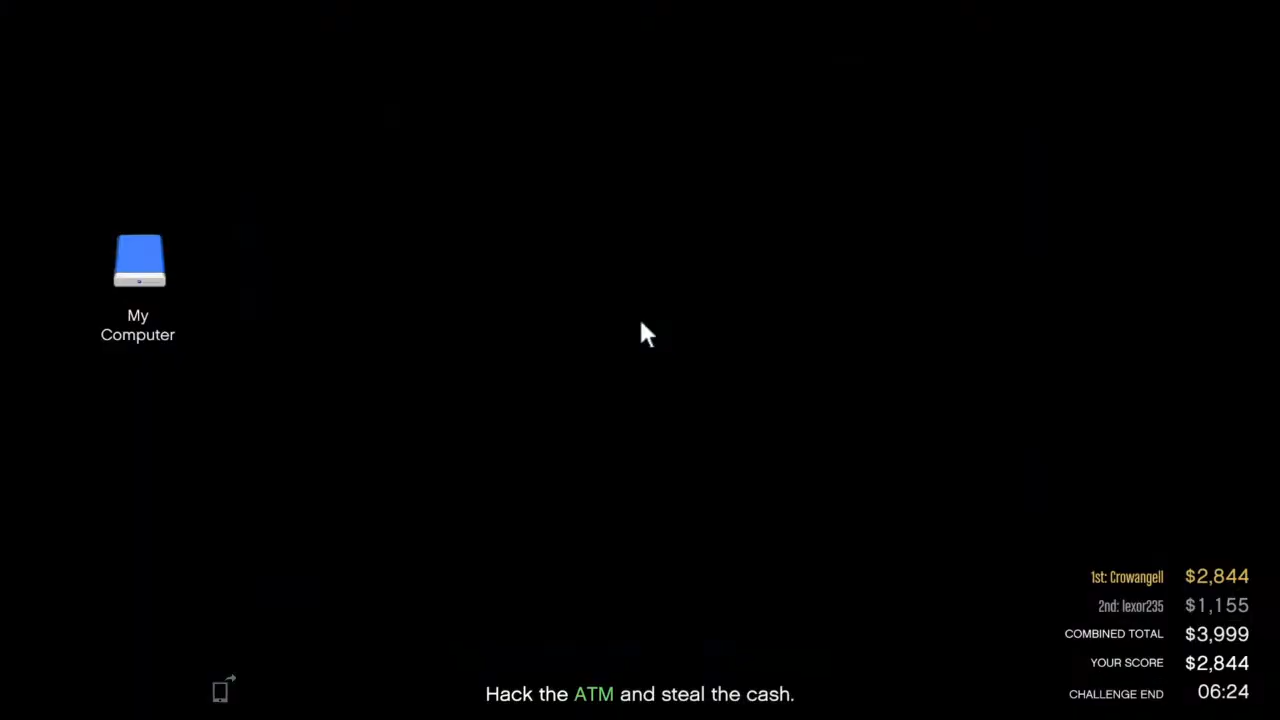 My
Computer
1st: Crowangell $2,844
2nd: lexor235 $1,155
COMBINED TOTAL $3,999
YOUR SCORE $2,844
CHALLENGE END 06:24
Hack the ATM and steal the cash.